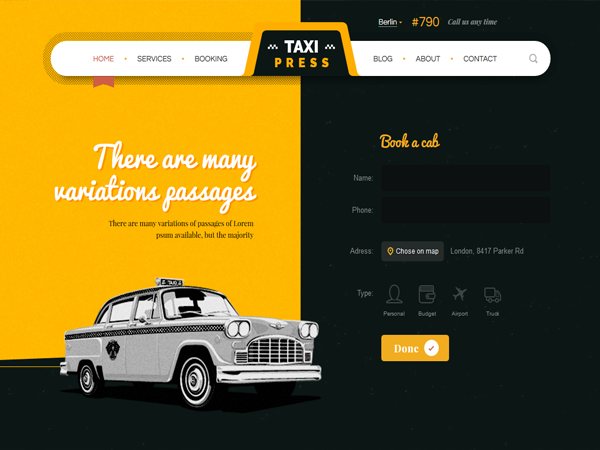 Berlin
#790
Call us any time
HOME
SERVICES
BOOKING
TAXI
PRESS
BLOG
ABOUT
CONTACT
There are many
variations passages
There are many variations of passages of Lorem
psum available, but the majority
TAXI
Book a cab
Name:
Phone:
Adress:
Chose on map
London, 8417 Parker Rd
Type:
Personal
Budget
Airport
Truck
Done